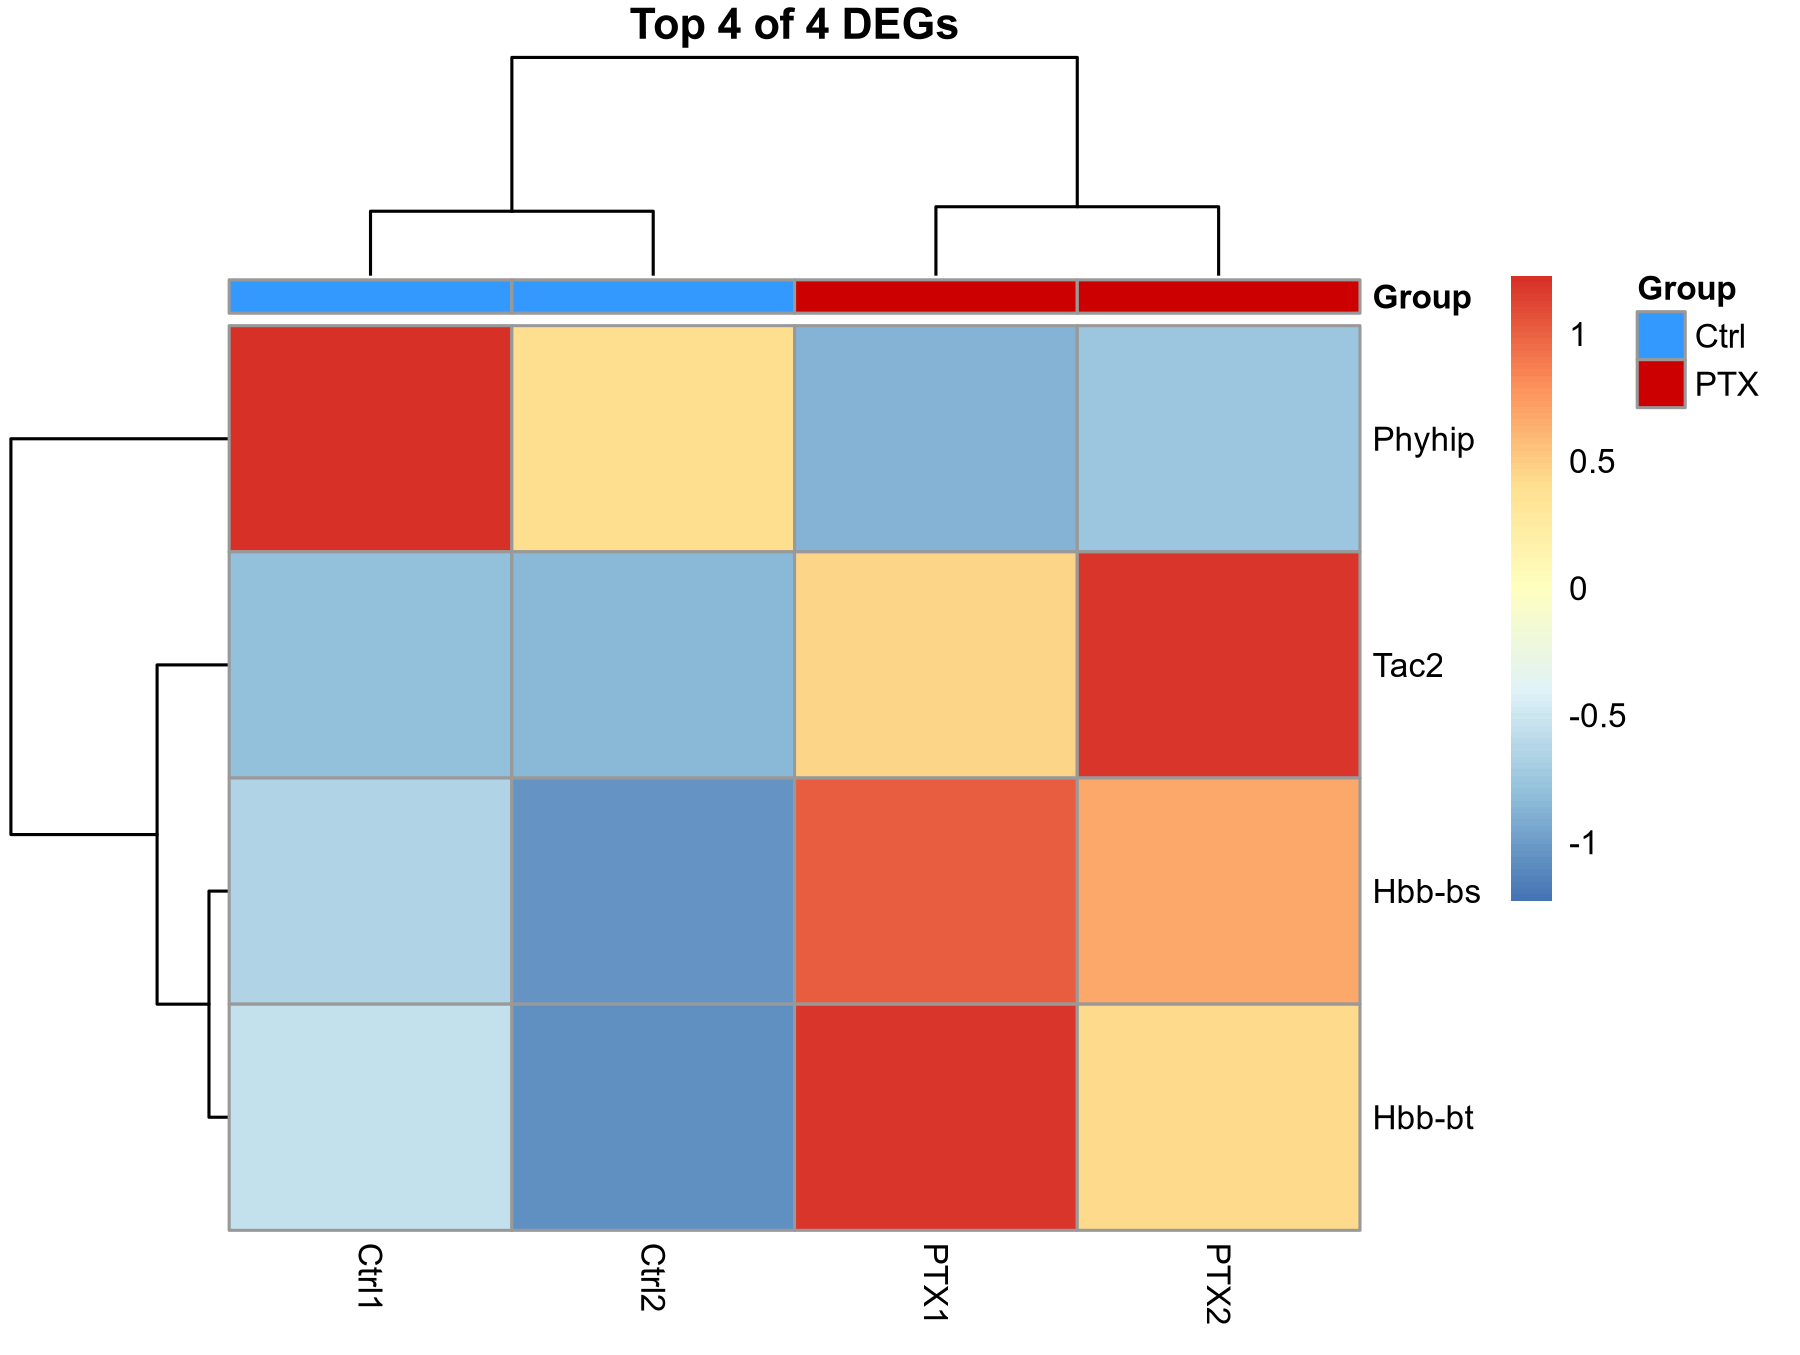 Top 4 of 4 DEGs
Group
Phyhip
Tac2
Hbb-bs
Hbb-bt
Ctrl1
Ctrl2
PTX1
PTX2
1
0.5
0
-0.5
-1
Group
Ctrl
PTX